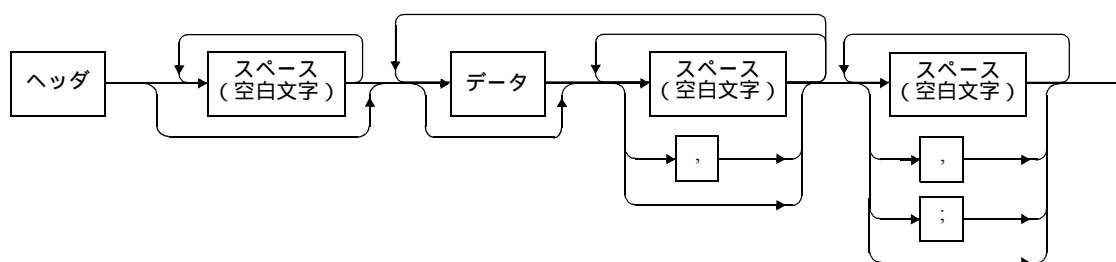 ヘッダ
スペース
(空白文字)
データ
スペース
(空白文字)
,
スペース
(空白文字)
,
;